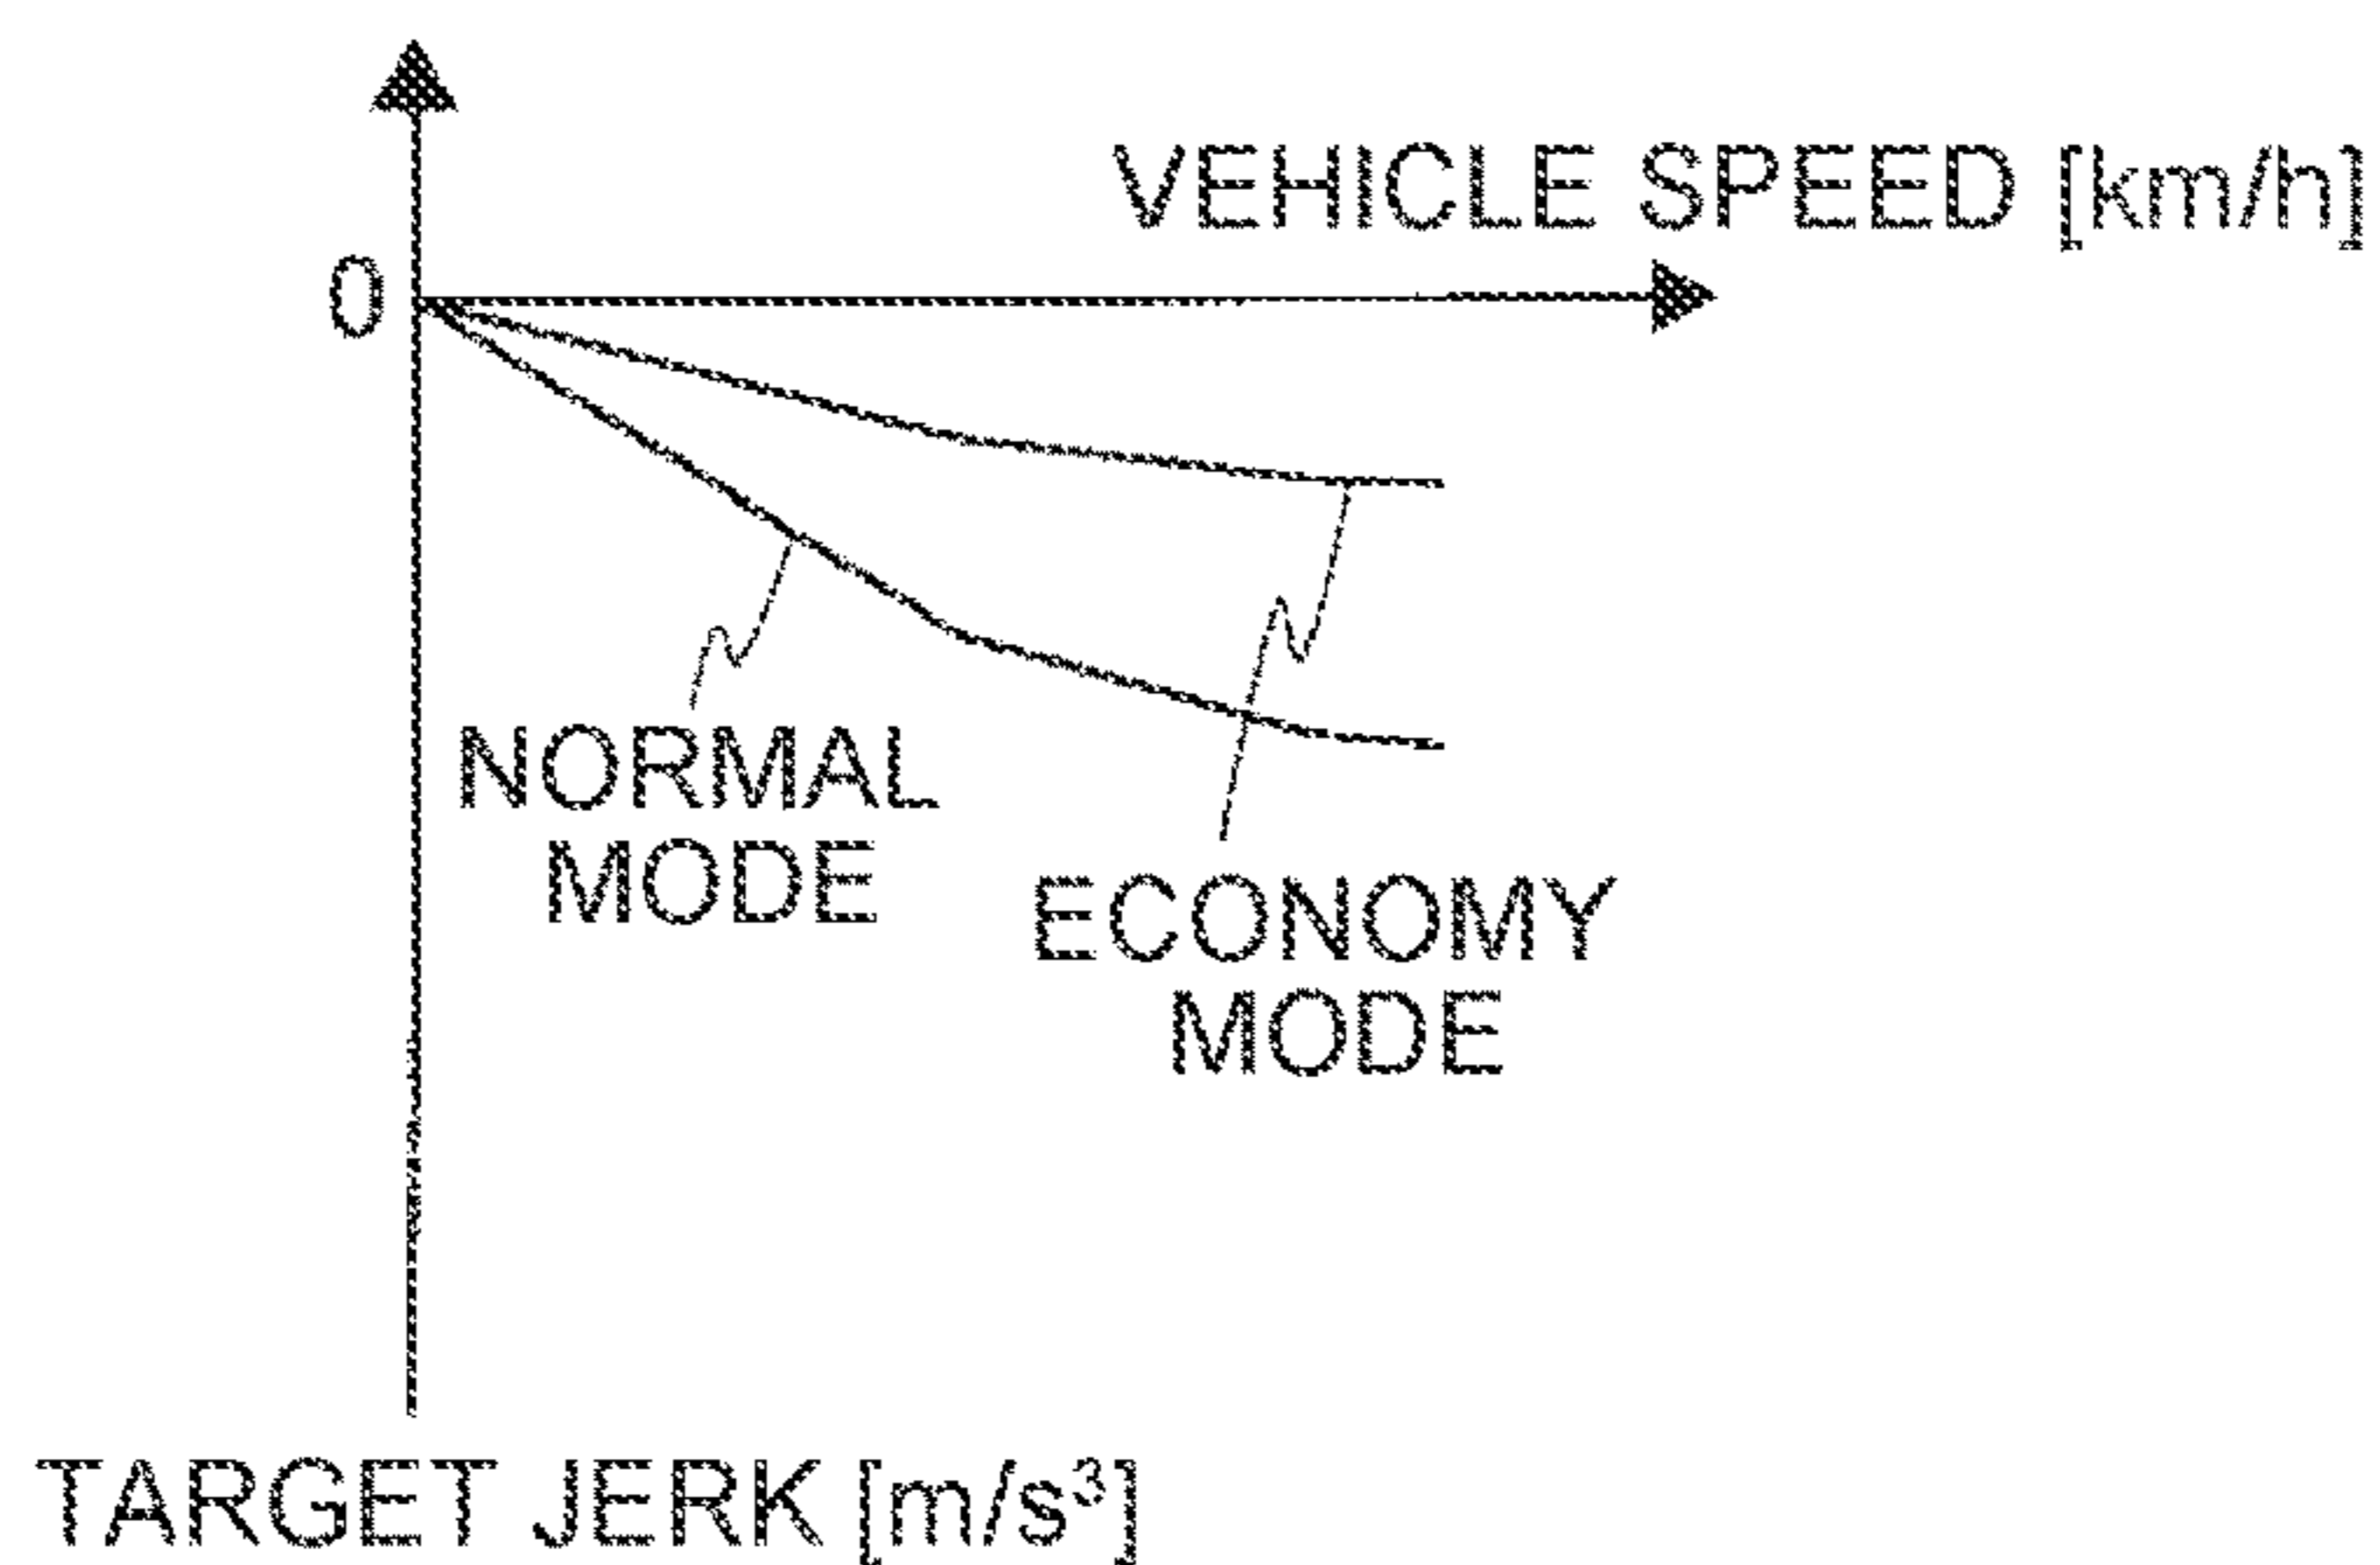 VEHICLE SPEED [km/h]
0
NORMAL
MODE
ECONOMY
MODE
TARGET JERK [m/s³]